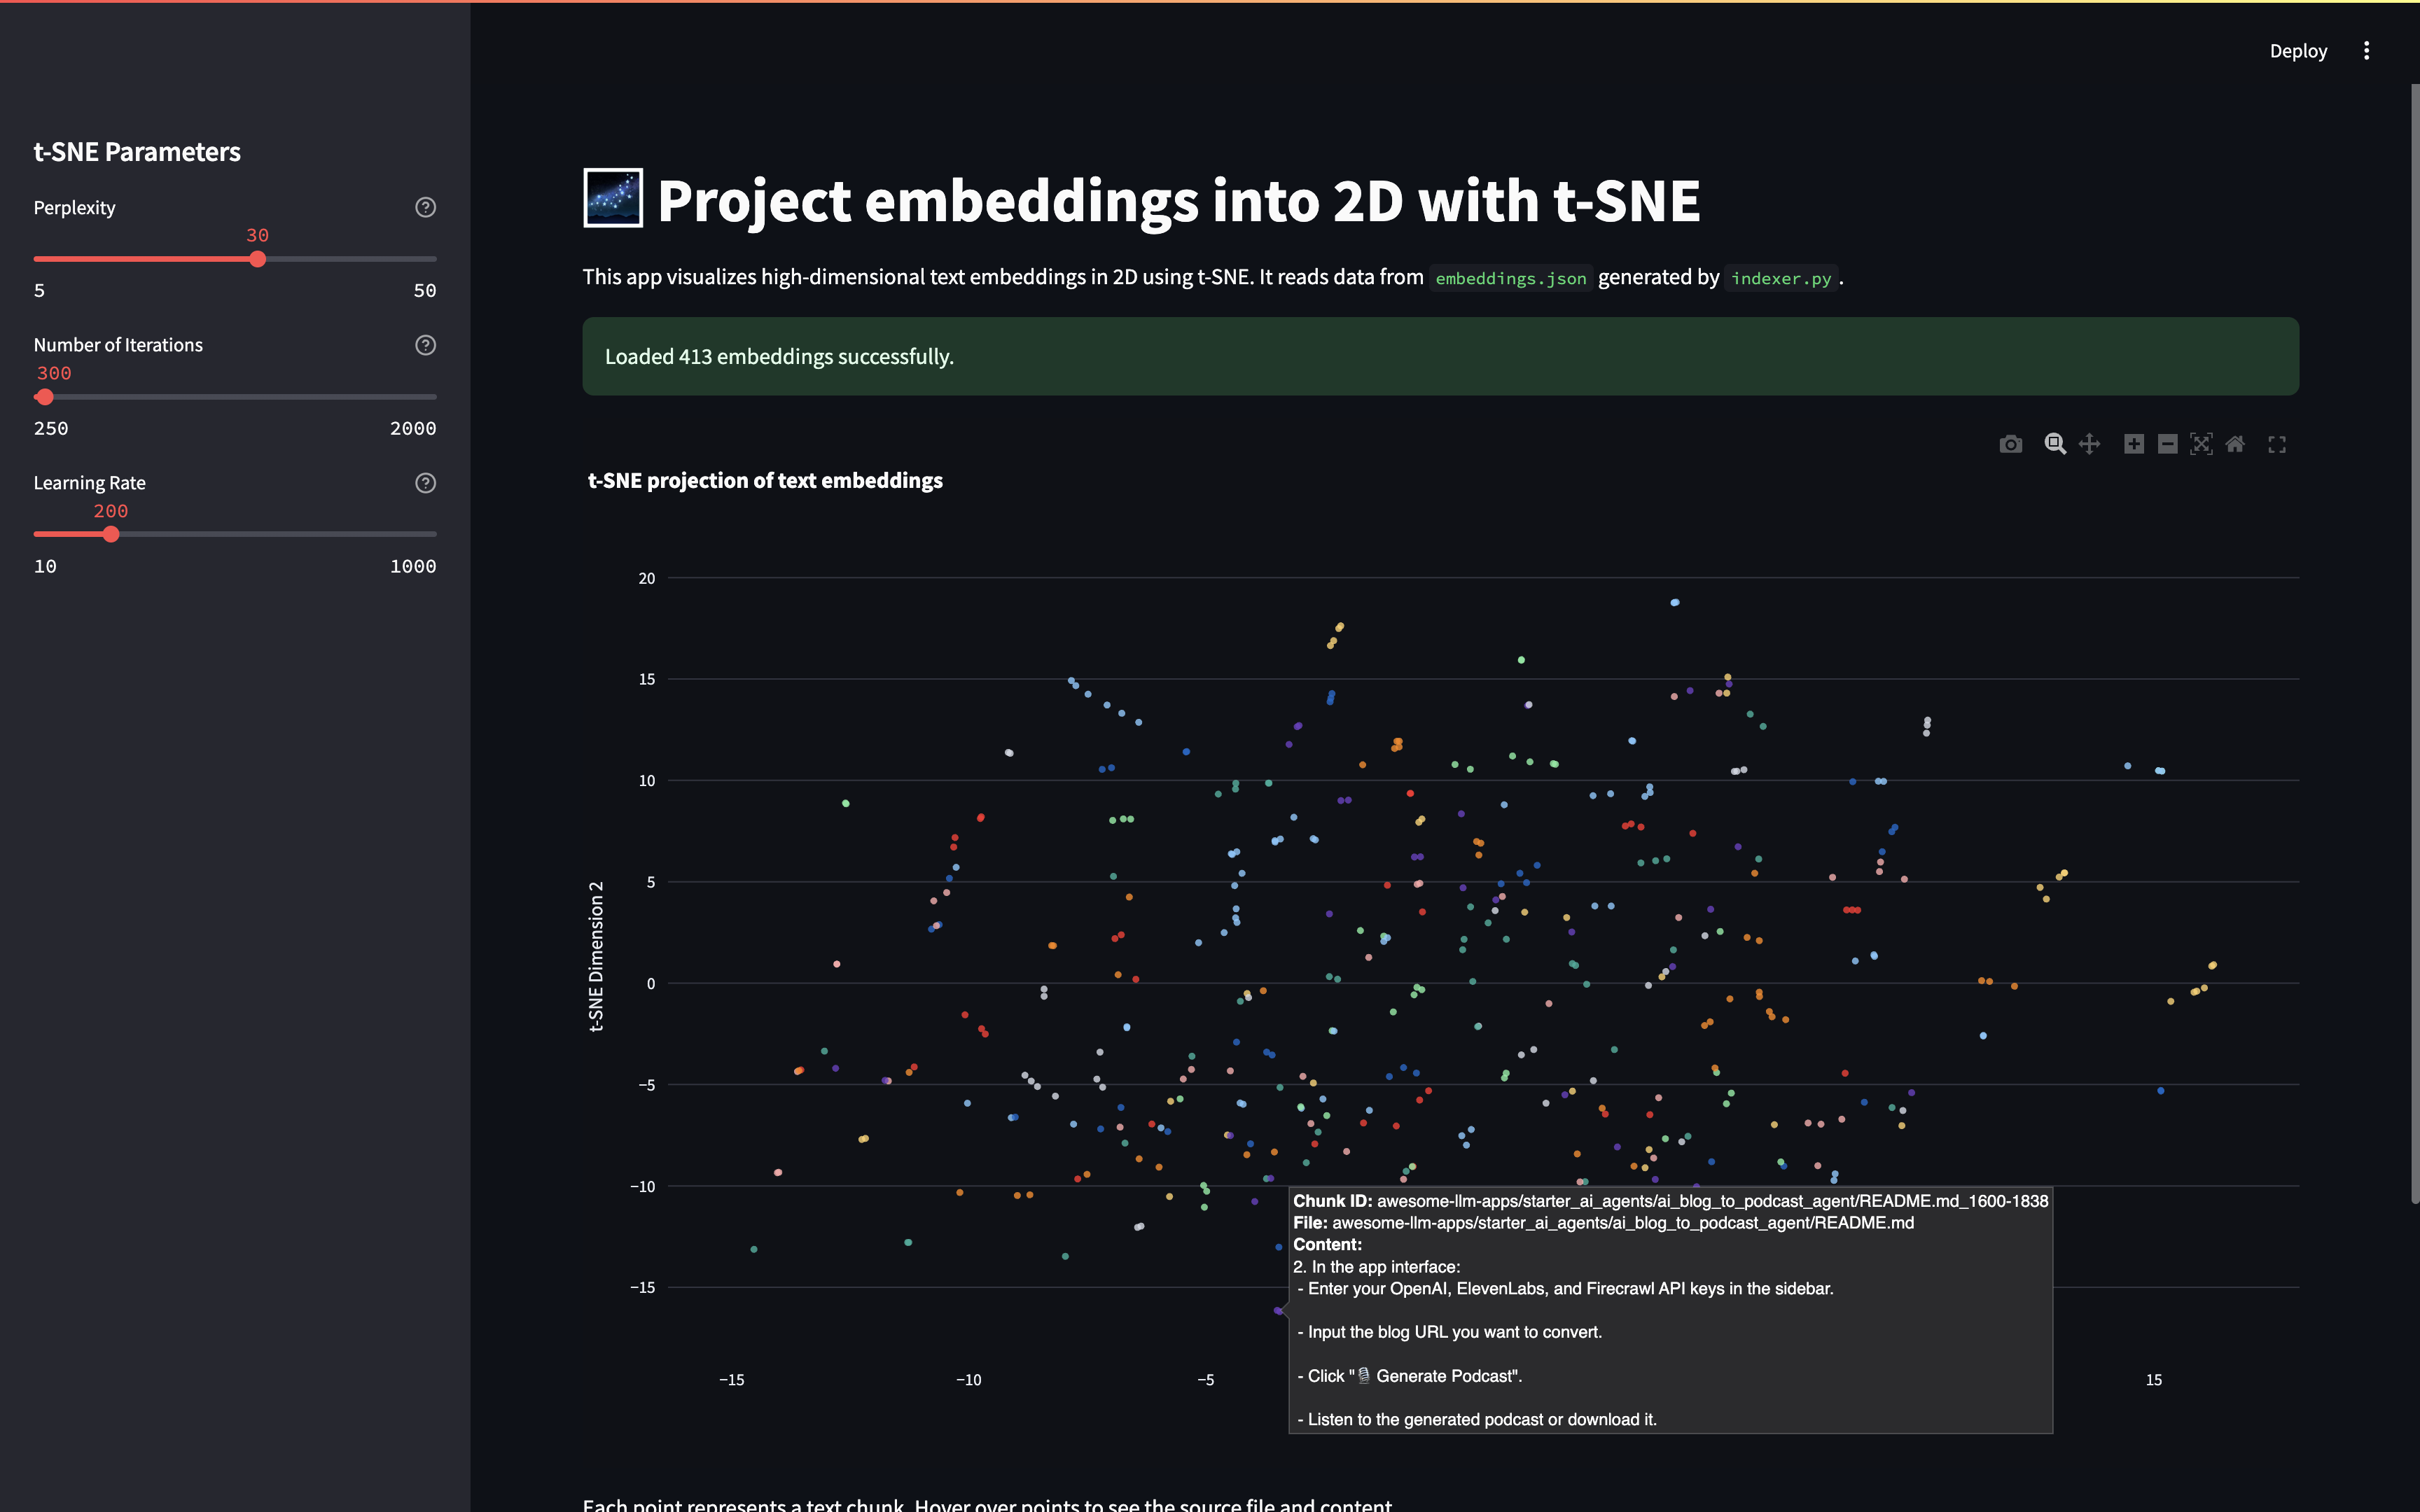 Deploy
t-SNE Parameters
Perplexity
30
5 50
Number of Iterations
300
250 2000
Learning Rate
200
10 1000
Project embeddings into 2D with t-SNE
This app visualizes high-dimensional text embeddings in 2D using t-SNE. It reads data from embeddings.json generated by indexer.py.
Loaded 413 embeddings successfully.
t-SNE projection of text embeddings
20
15
10
5
0
−5
−10
−15
t-SNE Dimension 2
−15 −10 −5 15
Chunk ID: awesome-llm-apps/starter_ai_agents/ai_blog_to_podcast_agent/README.md_1600-1838
File: awesome-llm-apps/starter_ai_agents/ai_blog_to_podcast_agent/README.md
Content:
2. In the app interface:
- Enter your OpenAI, ElevenLabs, and Firecrawl API keys in the sidebar.
- Input the blog URL you want to convert.
- Click "🎙️ Generate Podcast".
- Listen to the generated podcast or download it.
Each point represents a text chunk. Hover over points to see the source file and content.